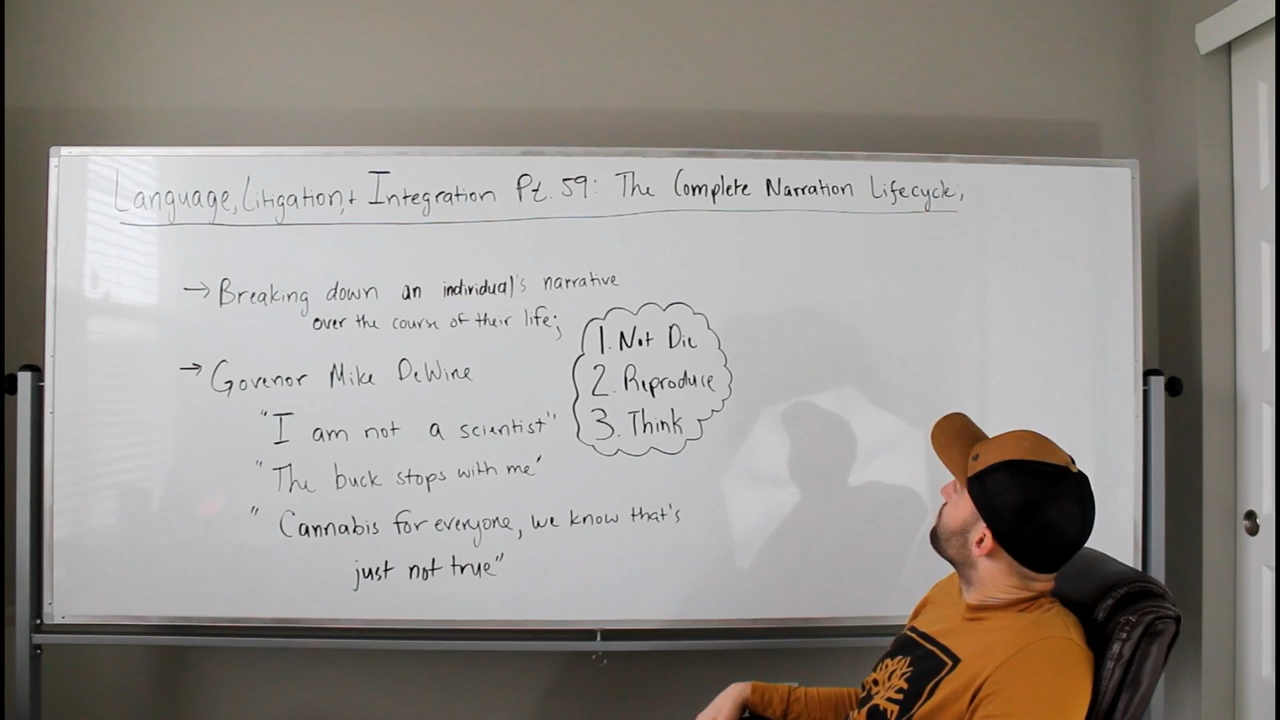 Language, Litigation, + Integration Pt. 59: The Complete Narration Lifecycle;
→ Breaking down an individual's narrative
over the course of their life;
→ Govenor Mike DeWine
"I am not a scientist"
"The buck stops with me"
"Cannabis for everyone, we know that's
just not true"
1. Not Die
2. Reproduce
3. Think